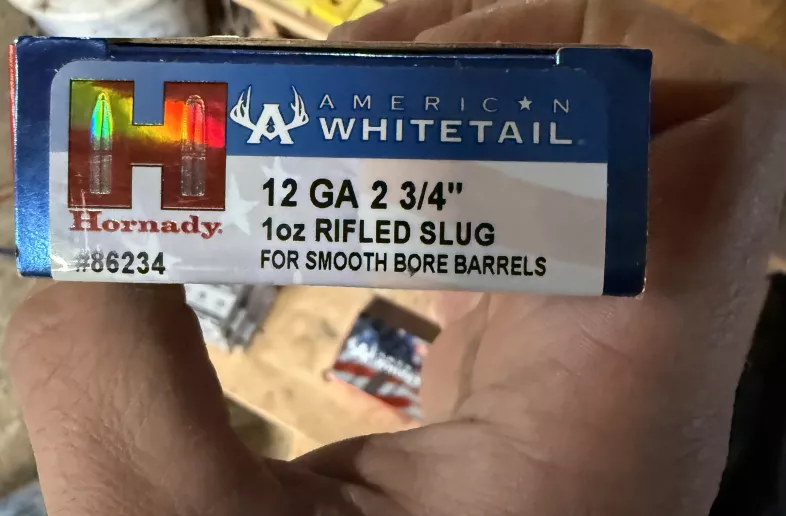 AMERICAN
WHITETAIL
Hornady
12 GA 2 3/4"
1oz RIFLED SLUG
#86234
FOR SMOOTH BORE BARRELS